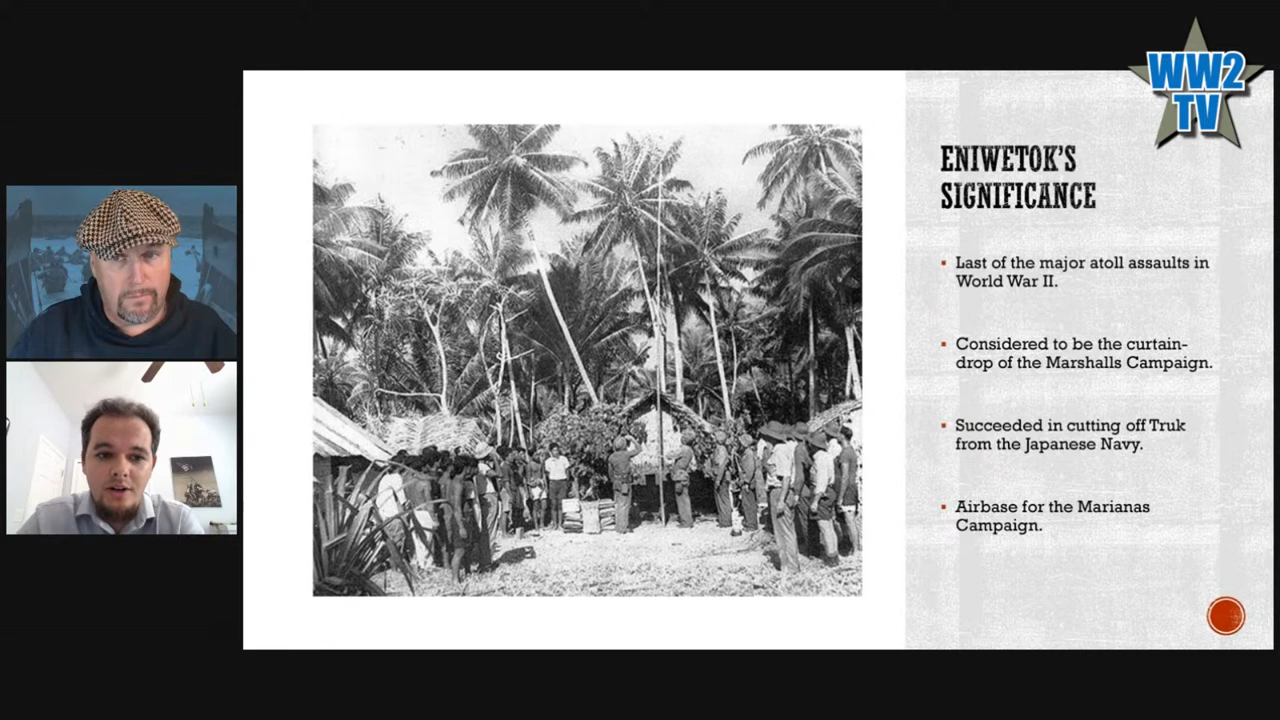 WW2
TV
ENIWETOK'S
SIGNIFICANCE
Last of the major atoll assaults in
World War II.
Considered to be the curtain-
drop of the Marshalls Campaign.
Succeeded in cutting off Truk
from the Japanese Navy.
Airbase for the Marianas
Campaign.